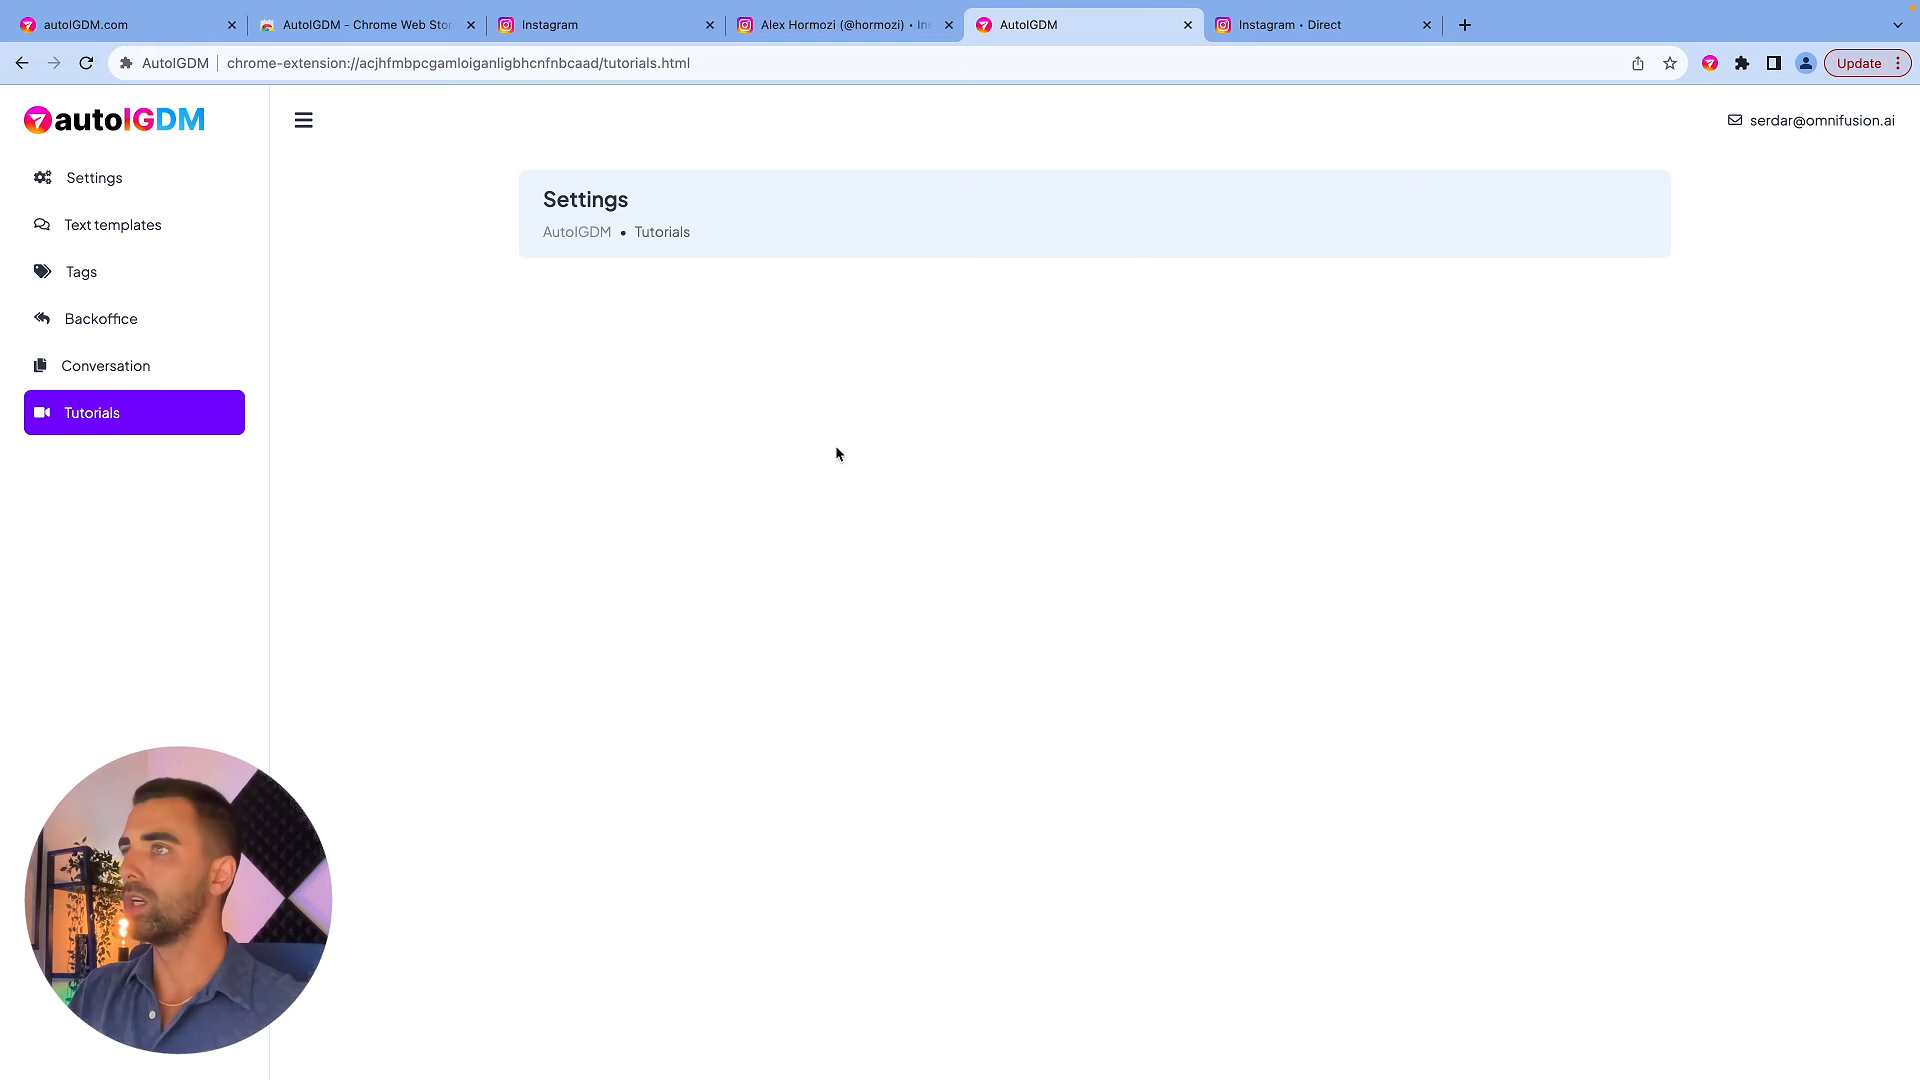 autoIGDM.com
AutoIGDM - Chrome Web Stor
Instagram
Alex Hormozi (@hormozi) • Ins
AutoIGDM
Instagram • Direct
AutoIGDM
chrome-extension://acjhfmbpcgamloiganligbhcnfnbcaad/tutorials.html
Update
autoIGDM
serdar@omnifusion.ai
Settings
Text templates
Tags
Backoffice
Conversation
Tutorials
Settings
AutoIGDM • Tutorials